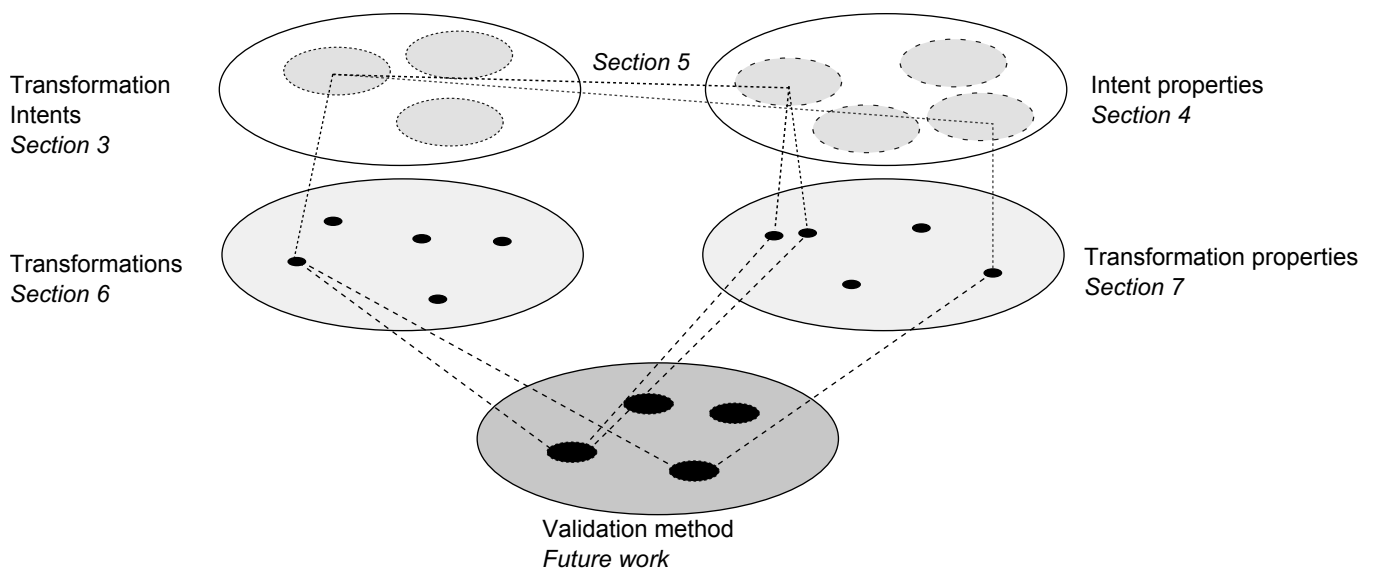 Transformation
Intents
Section 3
Section 5
Intent properties
Section 4
Transformations
Section 6
Transformation properties
Section 7
Validation method
Future work